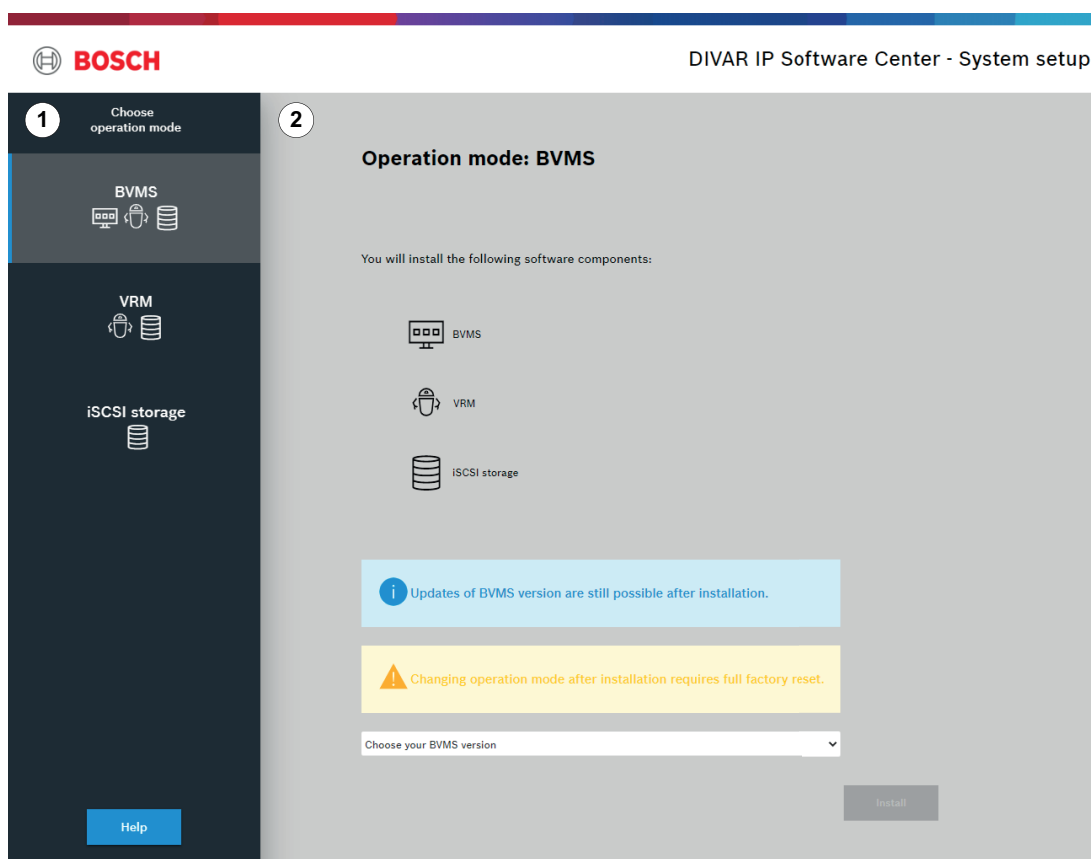 BOSCH
DIVAR IP Software Center - System setup
1
Choose
operation mode
2
BVMS
VRM
iSCSI storage
Help
Operation mode: BVMS
You will install the following software components:
BVMS
VRM
iSCSI storage
i
Updates of BVMS version are still possible after installation.
Changing operation mode after installation requires full factory reset.
Choose your BVMS version
Install